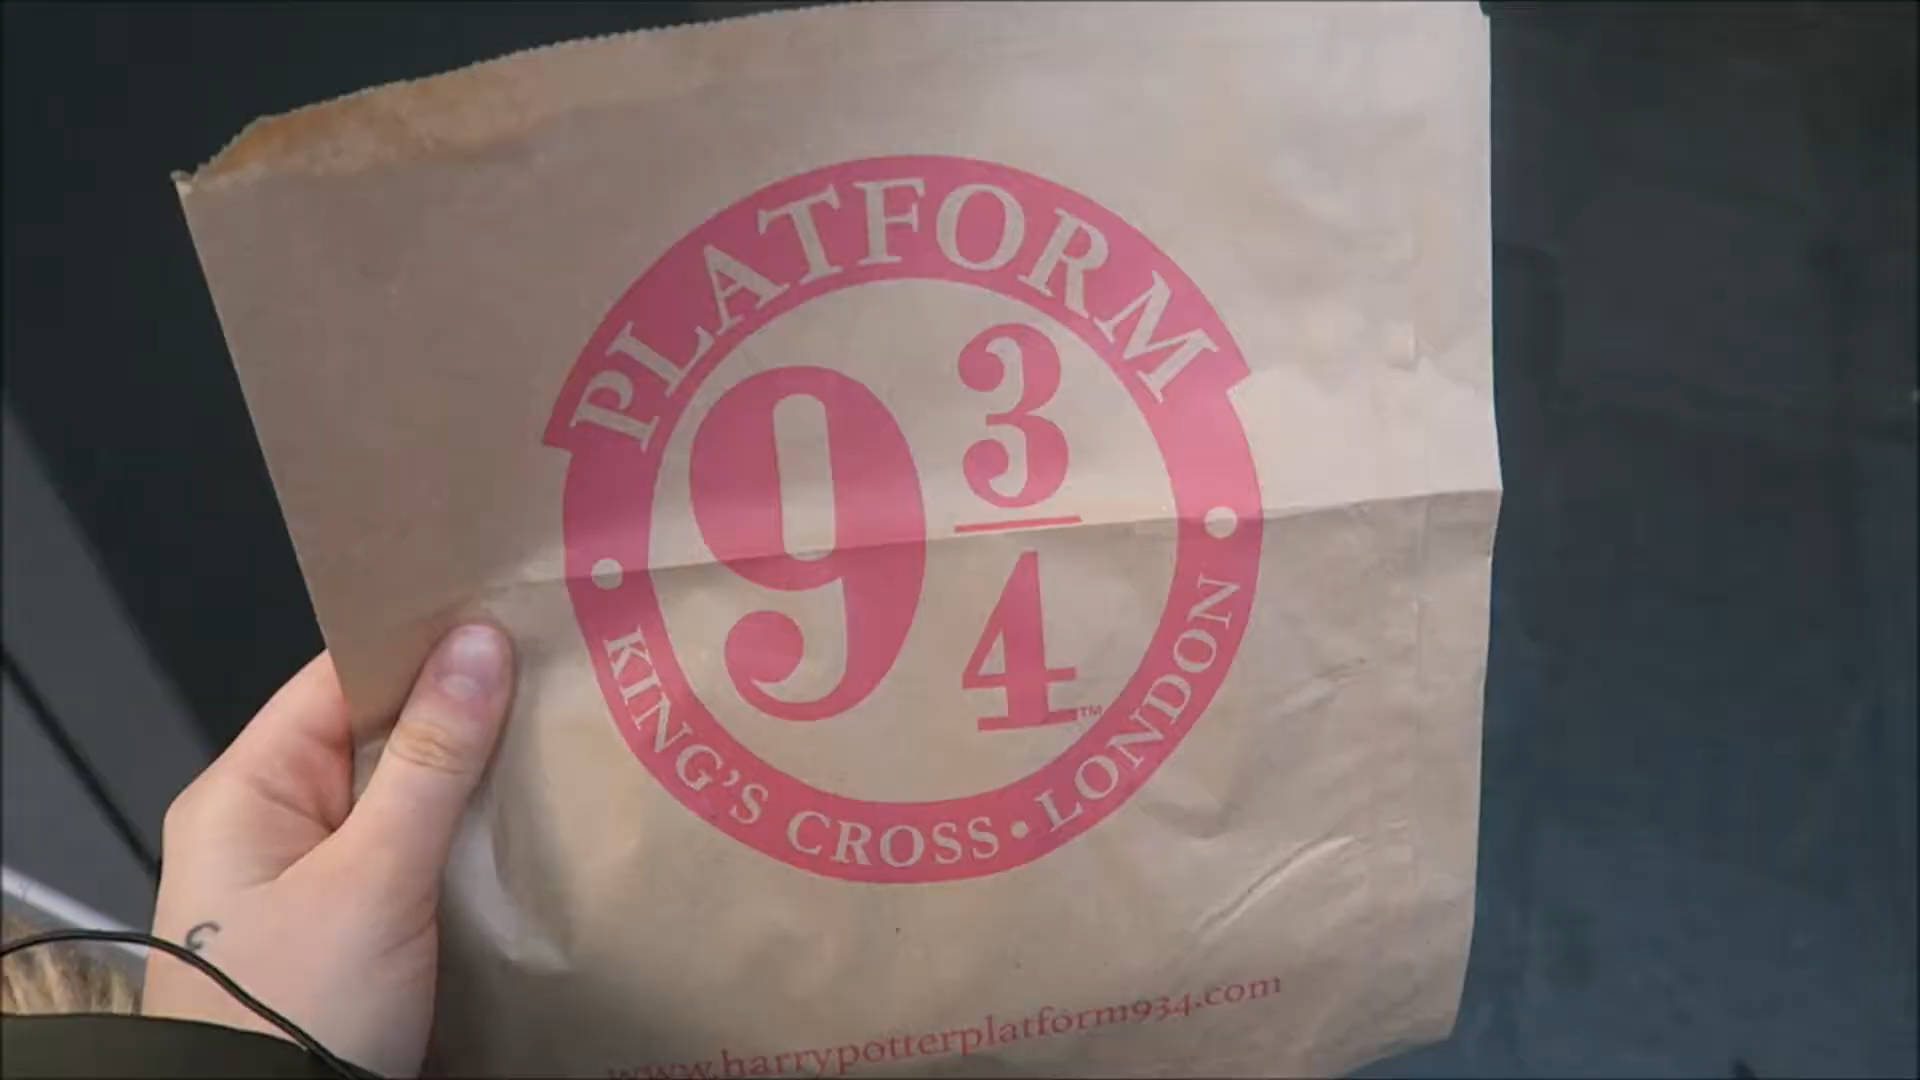 PLATFORM
9 3/4
™
KING'S CROSS • LONDON
www.harrypotterplatform934.com